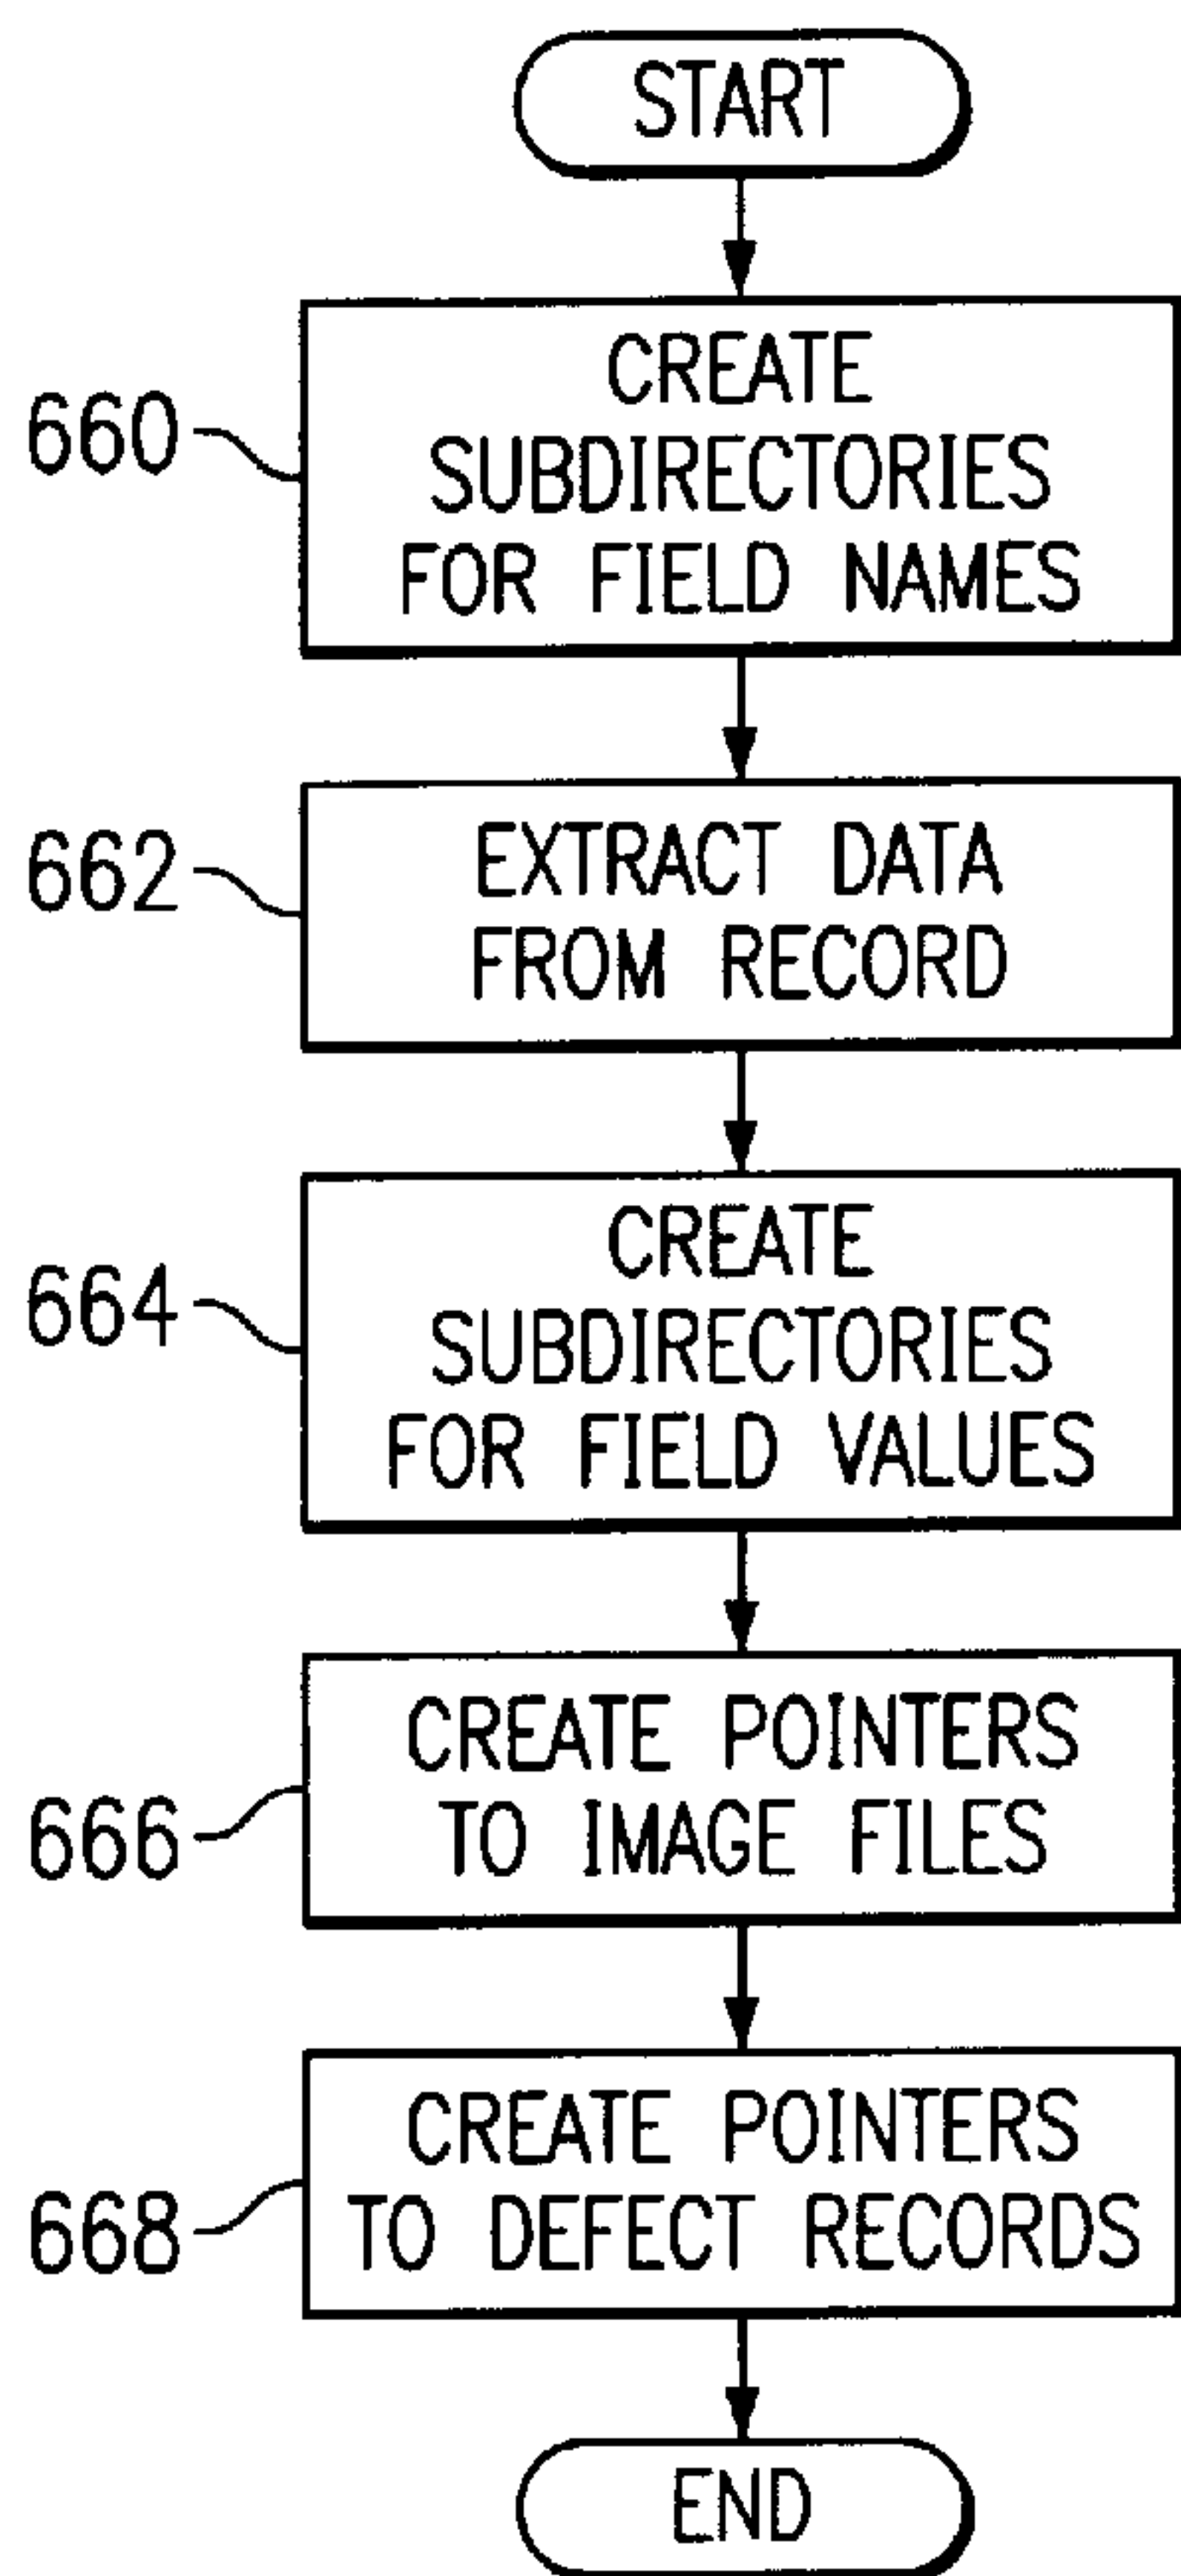 START
CREATE
SUBDIRECTORIES
FOR FIELD NAMES
660
EXTRACT DATA
FROM RECORD
662
CREATE
SUBDIRECTORIES
FOR FIELD VALUES
664
CREATE POINTERS
TO IMAGE FILES
666
CREATE POINTERS
TO DEFECT RECORDS
668
END